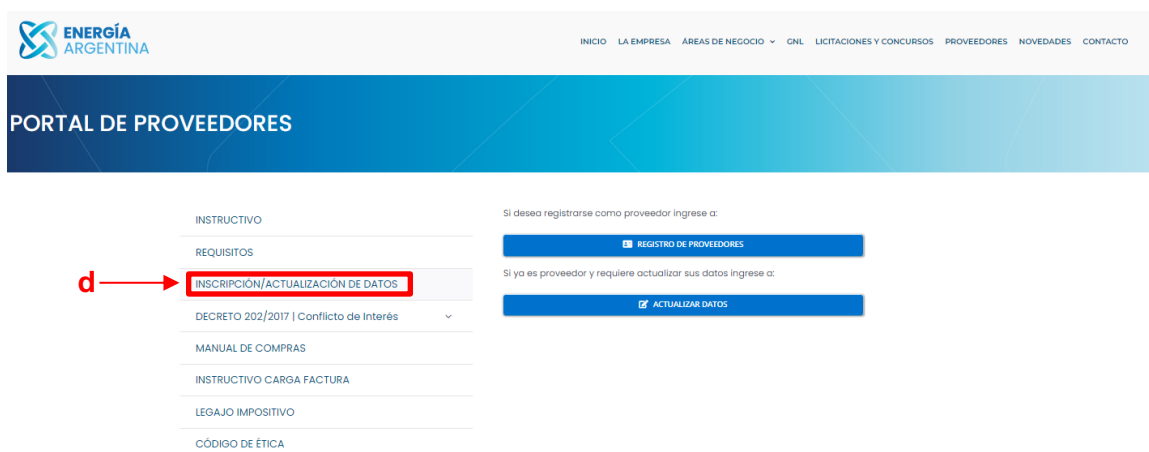 ENERGÍA
ARGENTINA
INICIO LA EMPRESA ÁREAS DE NEGOCIO GNL LICITACIONES Y CONCURSOS PROVEEDORES NOVEDADES CONTACTO
PORTAL DE PROVEEDORES
INSTRUCTIVO
REQUISITOS
d
INSCRIPCIÓN/ACTUALIZACIÓN DE DATOS
DECRETO 202/2017 | Conflicto de Interés
MANUAL DE COMPRAS
INSTRUCTIVO CARGA FACTURA
LEGAJO IMPOSITIVO
CÓDIGO DE ÉTICA
Si desea registrarse como proveedor ingrese a:
REGISTRO DE PROVEEDORES
Si ya es proveedor y requiere actualizar sus datos ingrese a:
ACTUALIZAR DATOS